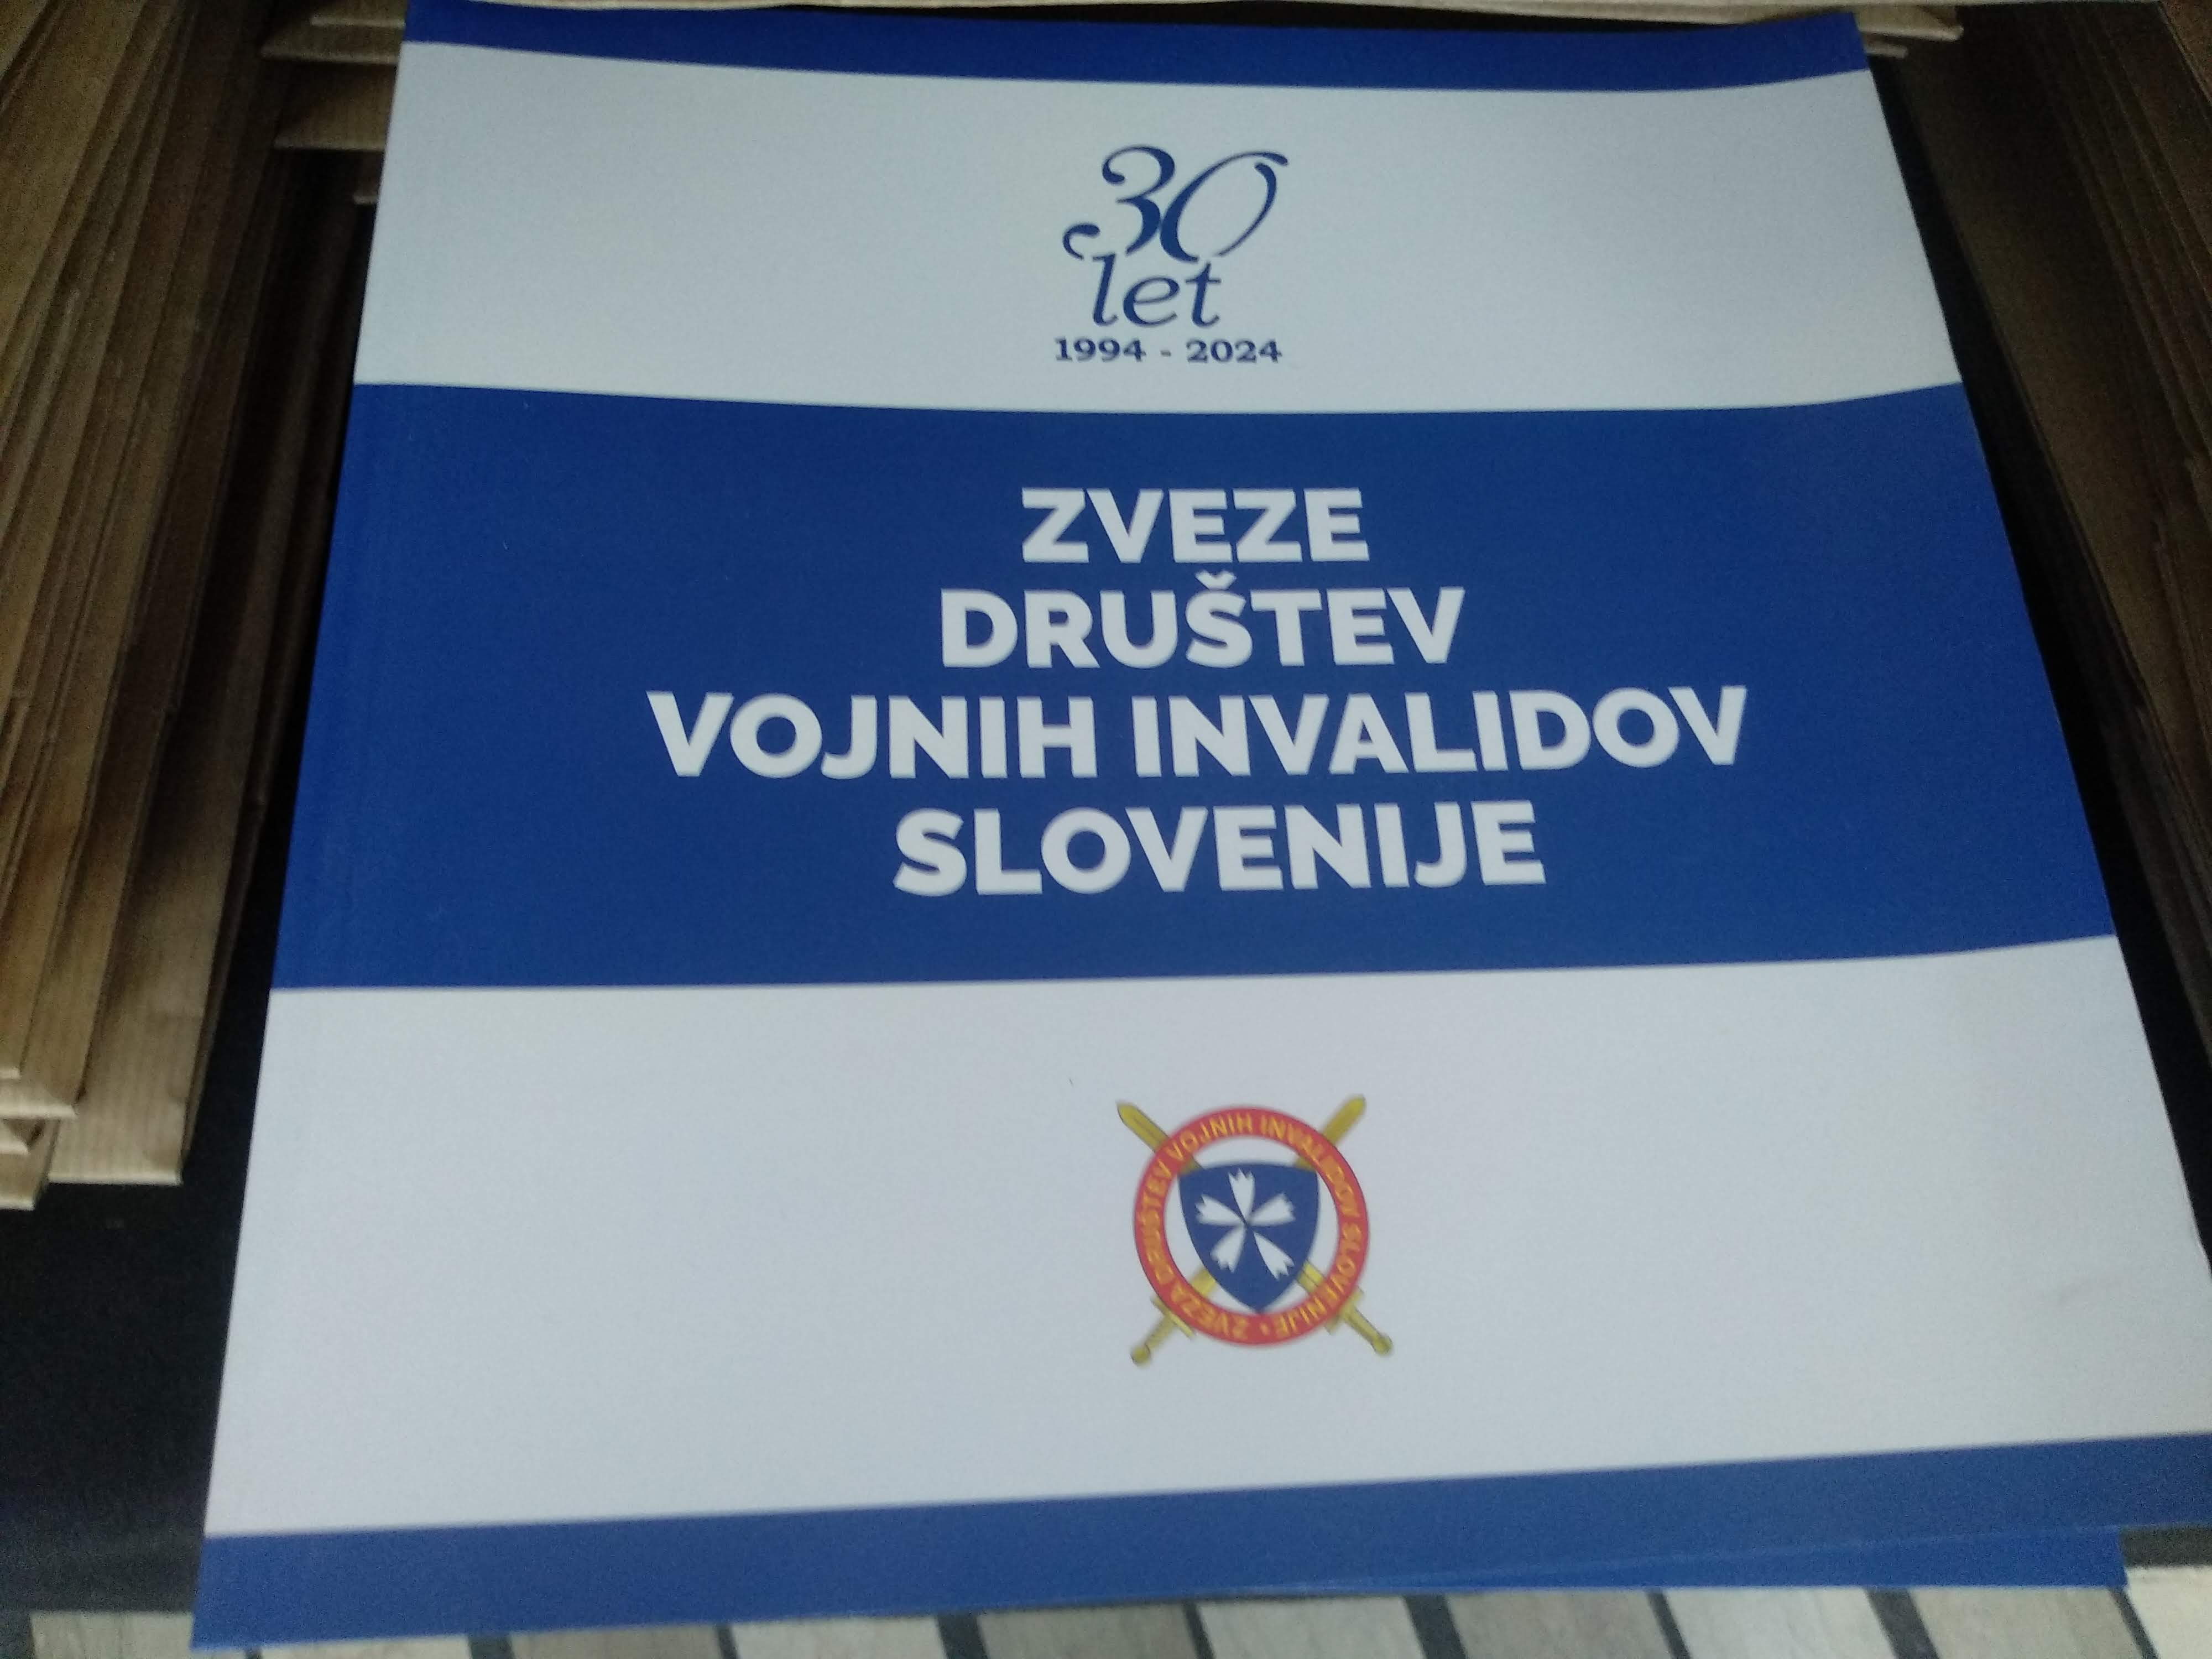 30
let
1994 - 2024
ZVEZE
DRUŠTEV
VOJNIH INVALIDOV
SLOVENIJE
ZVEZA DRUŠTEV VOJNIH INVALIDOV SLOVENIJE •